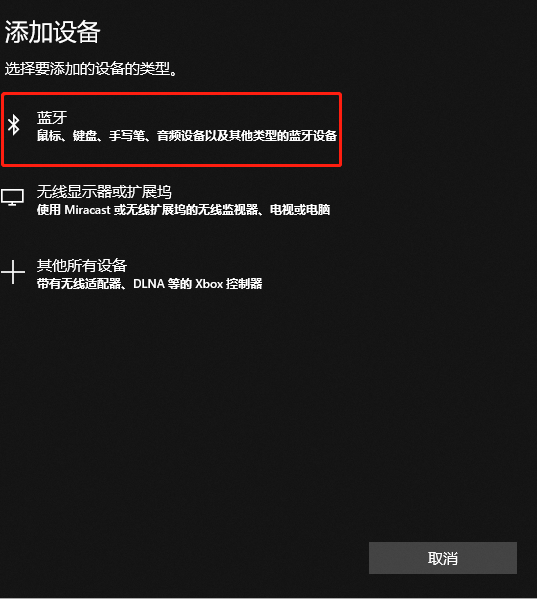 添加设备
选择要添加的设备的类型。
蓝牙
鼠标、键盘、手写笔、音频设备以及其他类型的蓝牙设备
无线显示器或扩展坞
使用 Miracast 或无线扩展坞的无线监视器、电视或电脑
其他所有设备
带有无线适配器、DLNA 等的 Xbox 控制器
取消